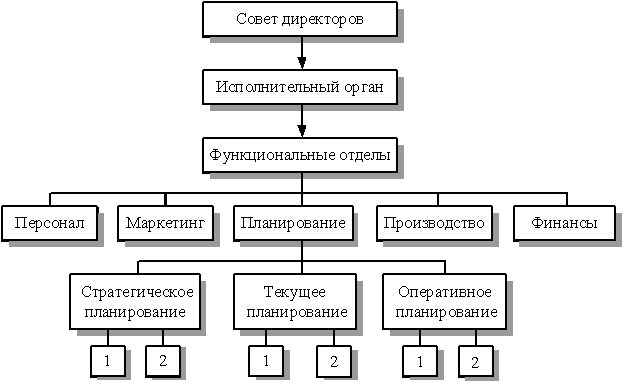 Совет директоров
Исполнительный орган
Функциональные отделы
Персонал
Маркетинг
Планирование
Производство
Финансы
Стратегическое
планирование
Текущее
планирование
Оперативное
планирование
1
2
1
2
1
2